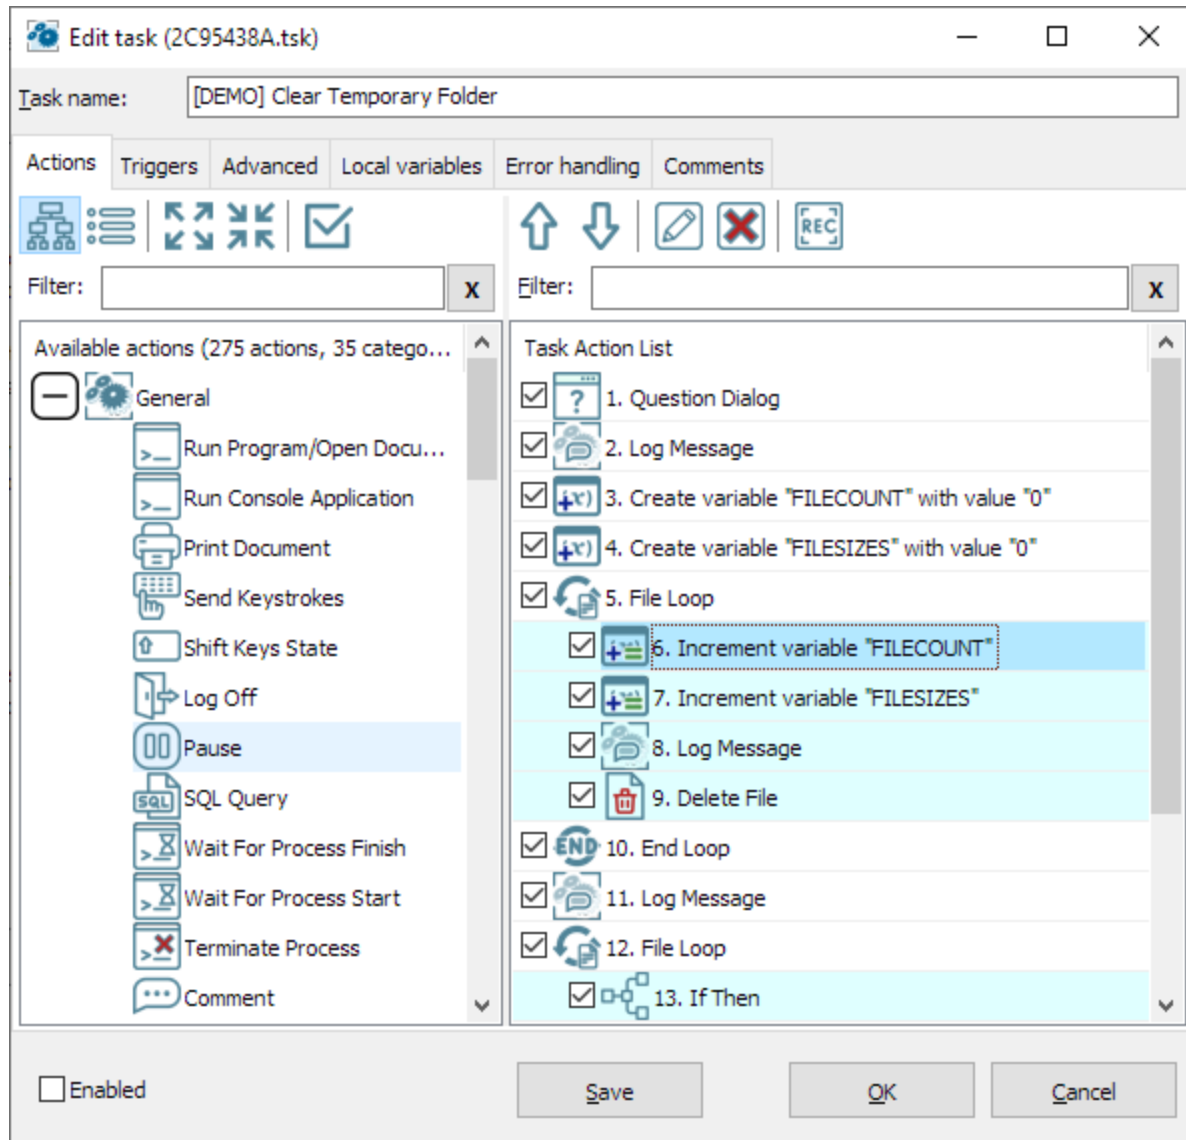 Edit task (2C95438A.tsk)
Task name:
[DEMO] Clear Temporary Folder
Actions
Triggers
Advanced
Local variables
Error handling
Comments
REC
Filter:
x
Filter:
x
Available actions (275 actions, 35 catego...
General
Run Program/Open Docu...
Run Console Application
Print Document
Send Keystrokes
Shift Keys State
Log Off
Pause
SQL
SQL Query
Wait For Process Finish
Wait For Process Start
Terminate Process
Comment
Task Action List
1. Question Dialog
2. Log Message
3. Create variable "FILECOUNT" with value "0"
4. Create variable "FILESIZES" with value "0"
5. File Loop
6. Increment variable "FILECOUNT"
7. Increment variable "FILESIZES"
8. Log Message
9. Delete File
END
10. End Loop
11. Log Message
12. File Loop
13. If Then
Enabled
Save
OK
Cancel